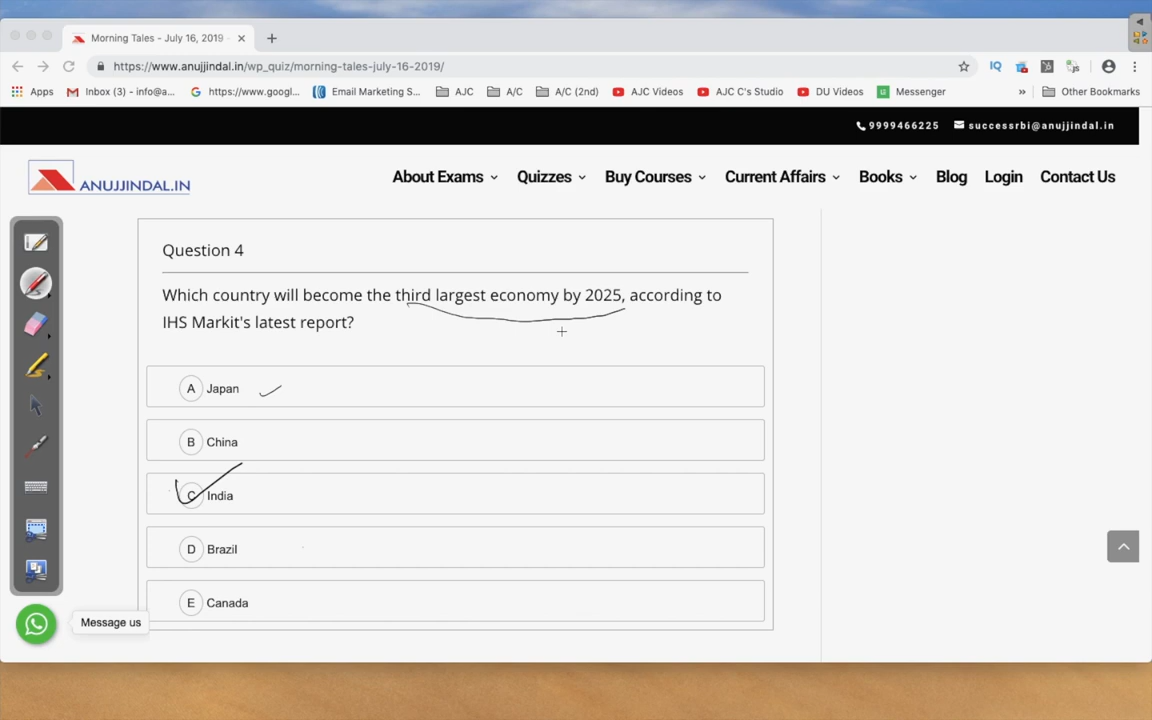 Morning Tales - July 16, 2019
https://www.anujjindal.in/wp_quiz/morning-tales-july-16-2019/
IQ
Apps
Inbox (3) - info@a...
https://www.googl...
Email Marketing S...
AJC
A/C
A/C (2nd)
AJC Videos
AJC C's Studio
DU Videos
Messenger
»
Other Bookmarks
9999466225
successrbi@anujjindal.in
ANUJJINDAL.IN
About Exams
Quizzes
Buy Courses
Current Affairs
Books
Blog
Login
Contact Us
Question 4
Which country will become the third largest economy by 2025, according to
IHS Markit's latest report?
A Japan
B China
C India
D Brazil
E Canada
Message us